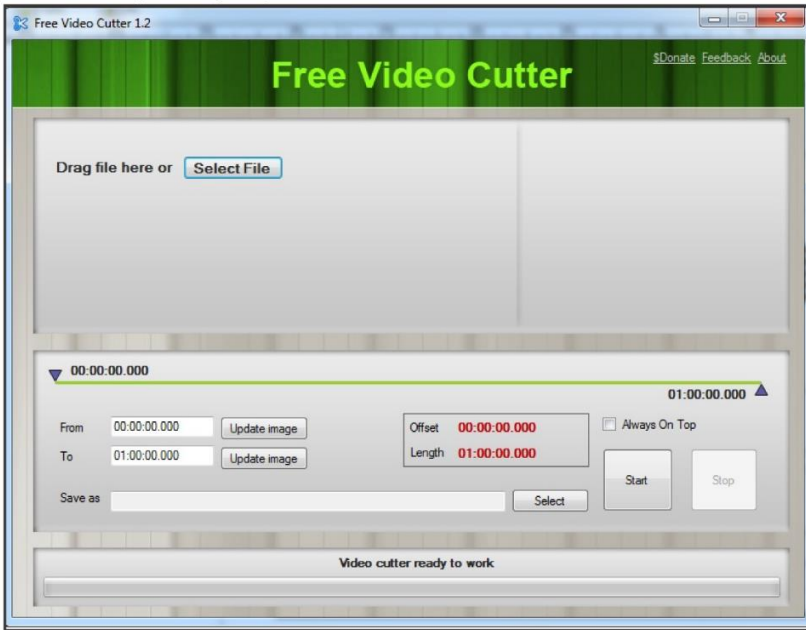 Free Video Cutter 1.2
Free Video Cutter
$Donate Feedback About
Drag file here or Select File
00:00:00.000
01:00:00.000
From 00:00:00.000 Update image Offset 00:00:00.000 Always On Top
To 01:00:00.000 Update image Length 01:00:00.000
Start Stop
Save as Select
Video cutter ready to work